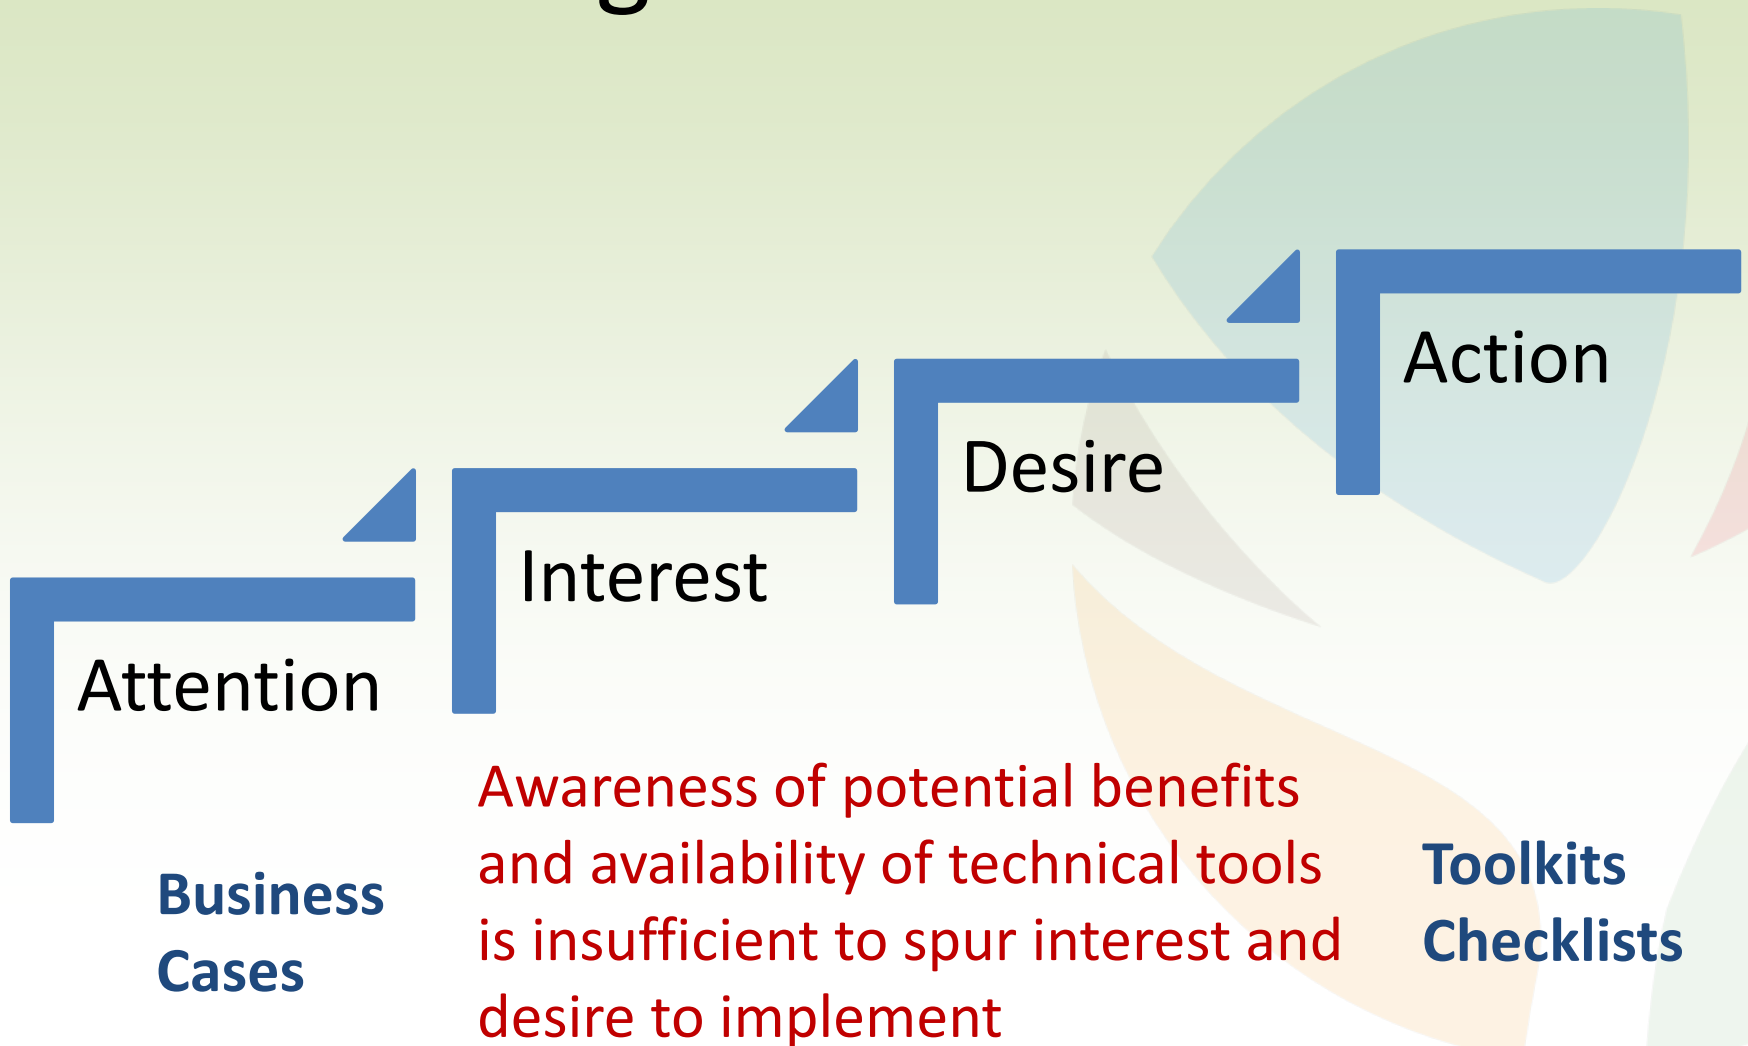 Action
Desire
Interest
Attention
Awareness of potential benefits
and availability of technical tools
is insufficient to spur interest and
desire to implement
Business
Cases
Toolkits
Checklists